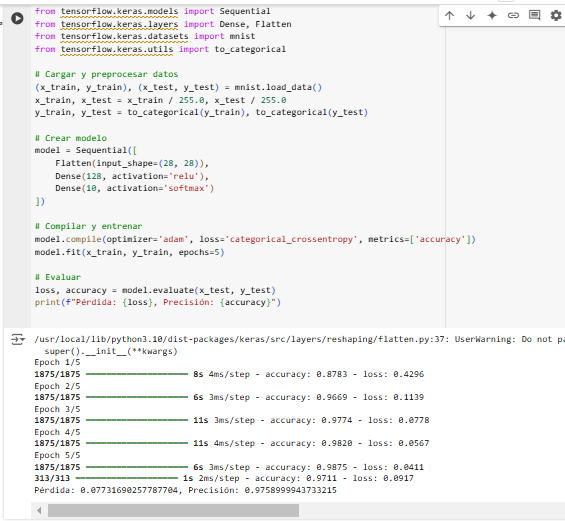 from tensorflow.keras.models import Sequential
from tensorflow.keras.layers import Dense, Flatten
from tensorflow.keras.datasets import mnist
from tensorflow.keras.utils import to_categorical
# Cargar y preprocesar datos
(x_train, y_train), (x_test, y_test) = mnist.load_data()
x_train, x_test = x_train / 255.0, x_test / 255.0
y_train, y_test = to_categorical(y_train), to_categorical(y_test)
# Crear modelo
model = Sequential([
    Flatten(input_shape=(28, 28)),
    Dense(128, activation='relu'),
    Dense(10, activation='softmax')
])
# Compilar y entrenar
model.compile(optimizer='adam', loss='categorical_crossentropy', metrics=['accuracy'])
model.fit(x_train, y_train, epochs=5)
# Evaluar
loss, accuracy = model.evaluate(x_test, y_test)
print(f"Pérdida: {loss}, Precisión: {accuracy}")
/usr/local/lib/python3.10/dist-packages/keras/src/layers/reshaping/flatten.py:37: UserWarning: Do not
  super().__init__(**kwargs)
Epoch 1/5
1875/1875 8s 4ms/step - accuracy: 0.8783 - loss: 0.4296
Epoch 2/5
1875/1875 6s 3ms/step - accuracy: 0.9669 - loss: 0.1139
Epoch 3/5
1875/1875 11s 3ms/step - accuracy: 0.9774 - loss: 0.0778
Epoch 4/5
1875/1875 11s 4ms/step - accuracy: 0.9820 - loss: 0.0567
Epoch 5/5
1875/1875 6s 3ms/step - accuracy: 0.9875 - loss: 0.0411
313/313 1s 2ms/step - accuracy: 0.9711 - loss: 0.0917
Pérdida: 0.07731690257787704, Precisión: 0.9758999943733215